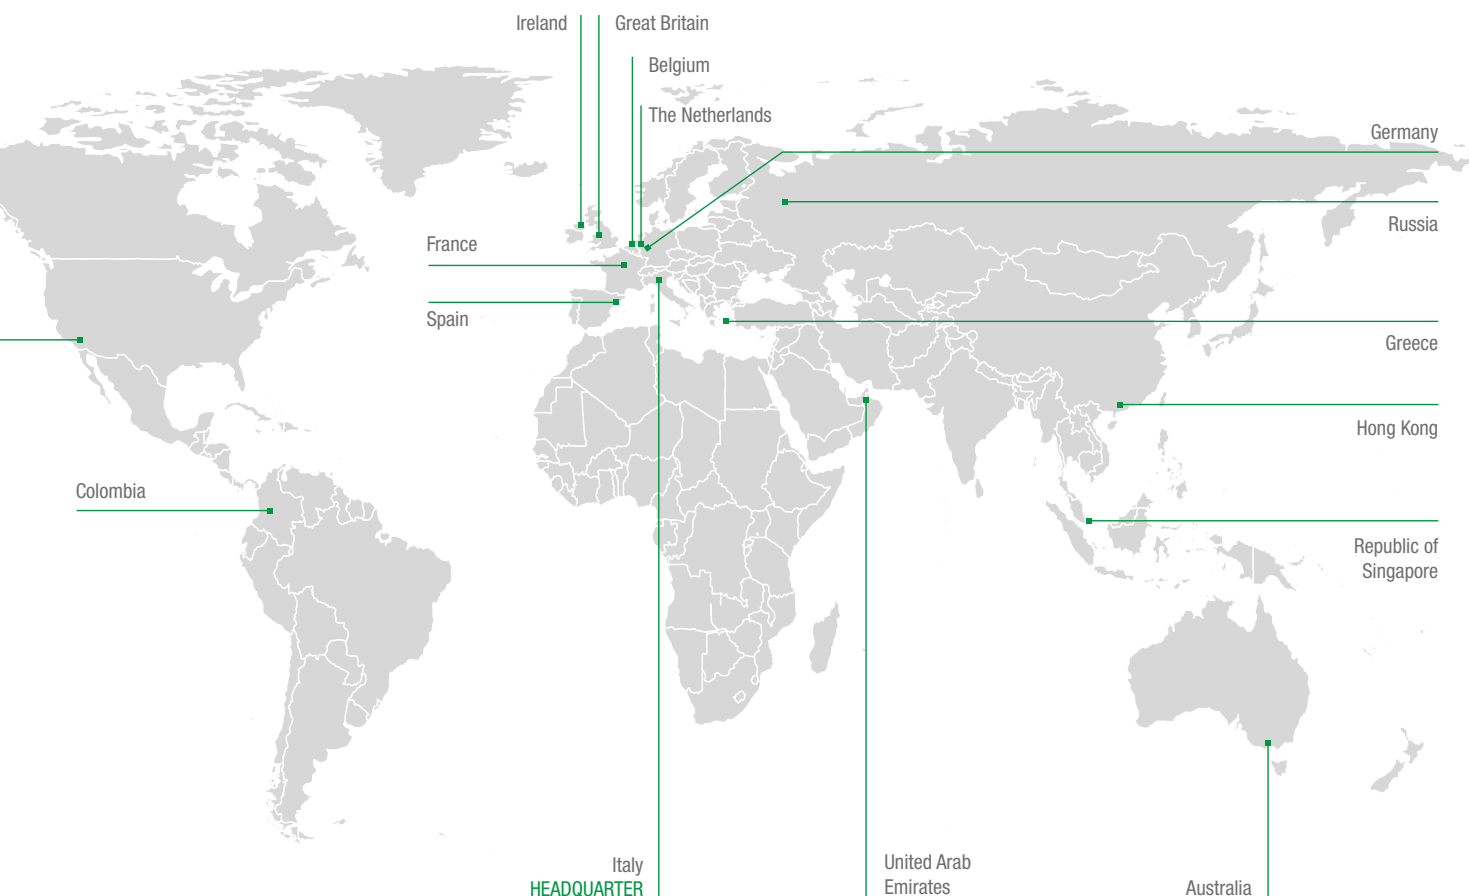 Ireland
Great Britain
Belgium
The Netherlands
Germany
Russia
France
Spain
Greece
Hong Kong
Colombia
Republic of
Singapore
Italy
HEADQUARTER
United Arab
Emirates
Australia